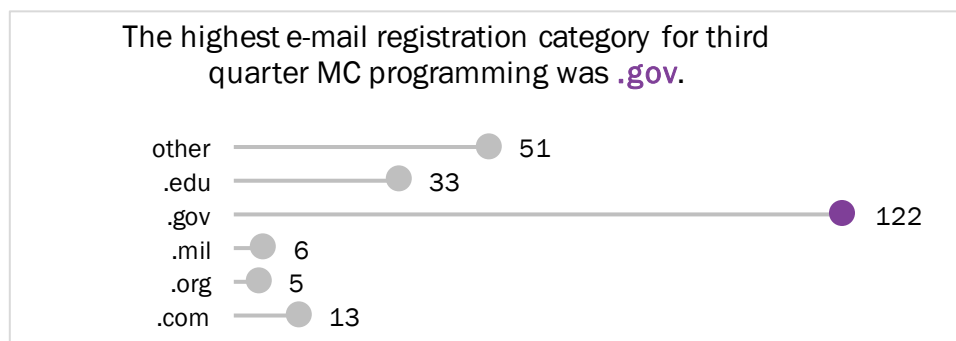 The highest e-mail registration category for third
quarter MC programming was .gov.
other 51
.edu 33
.gov 122
.mil 6
.org 5
.com 13